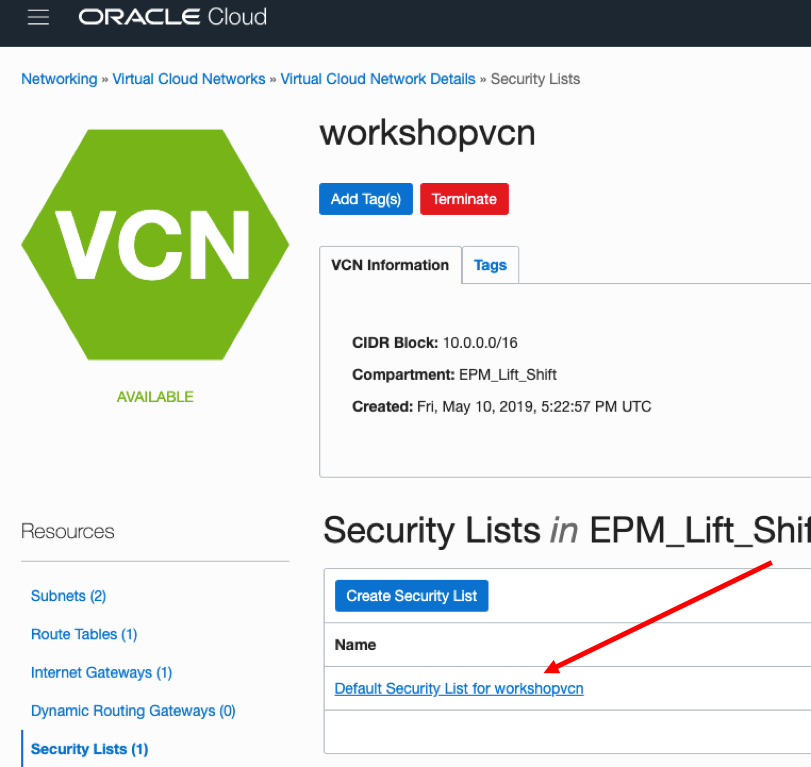 ORACLE Cloud
Networking » Virtual Cloud Networks » Virtual Cloud Network Details » Security Lists
VCN
AVAILABLE
workshopvcn
Add Tag(s) Terminate
VCN Information Tags
CIDR Block: 10.0.0.0/16
Compartment: EPM_Lift_Shift
Created: Fri, May 10, 2019, 5:22:57 PM UTC
Resources
Subnets (2)
Route Tables (1)
Internet Gateways (1)
Dynamic Routing Gateways (0)
Security Lists (1)
Security Lists in EPM_Lift_Shif
Create Security List
Name
Default Security List for workshopvcn